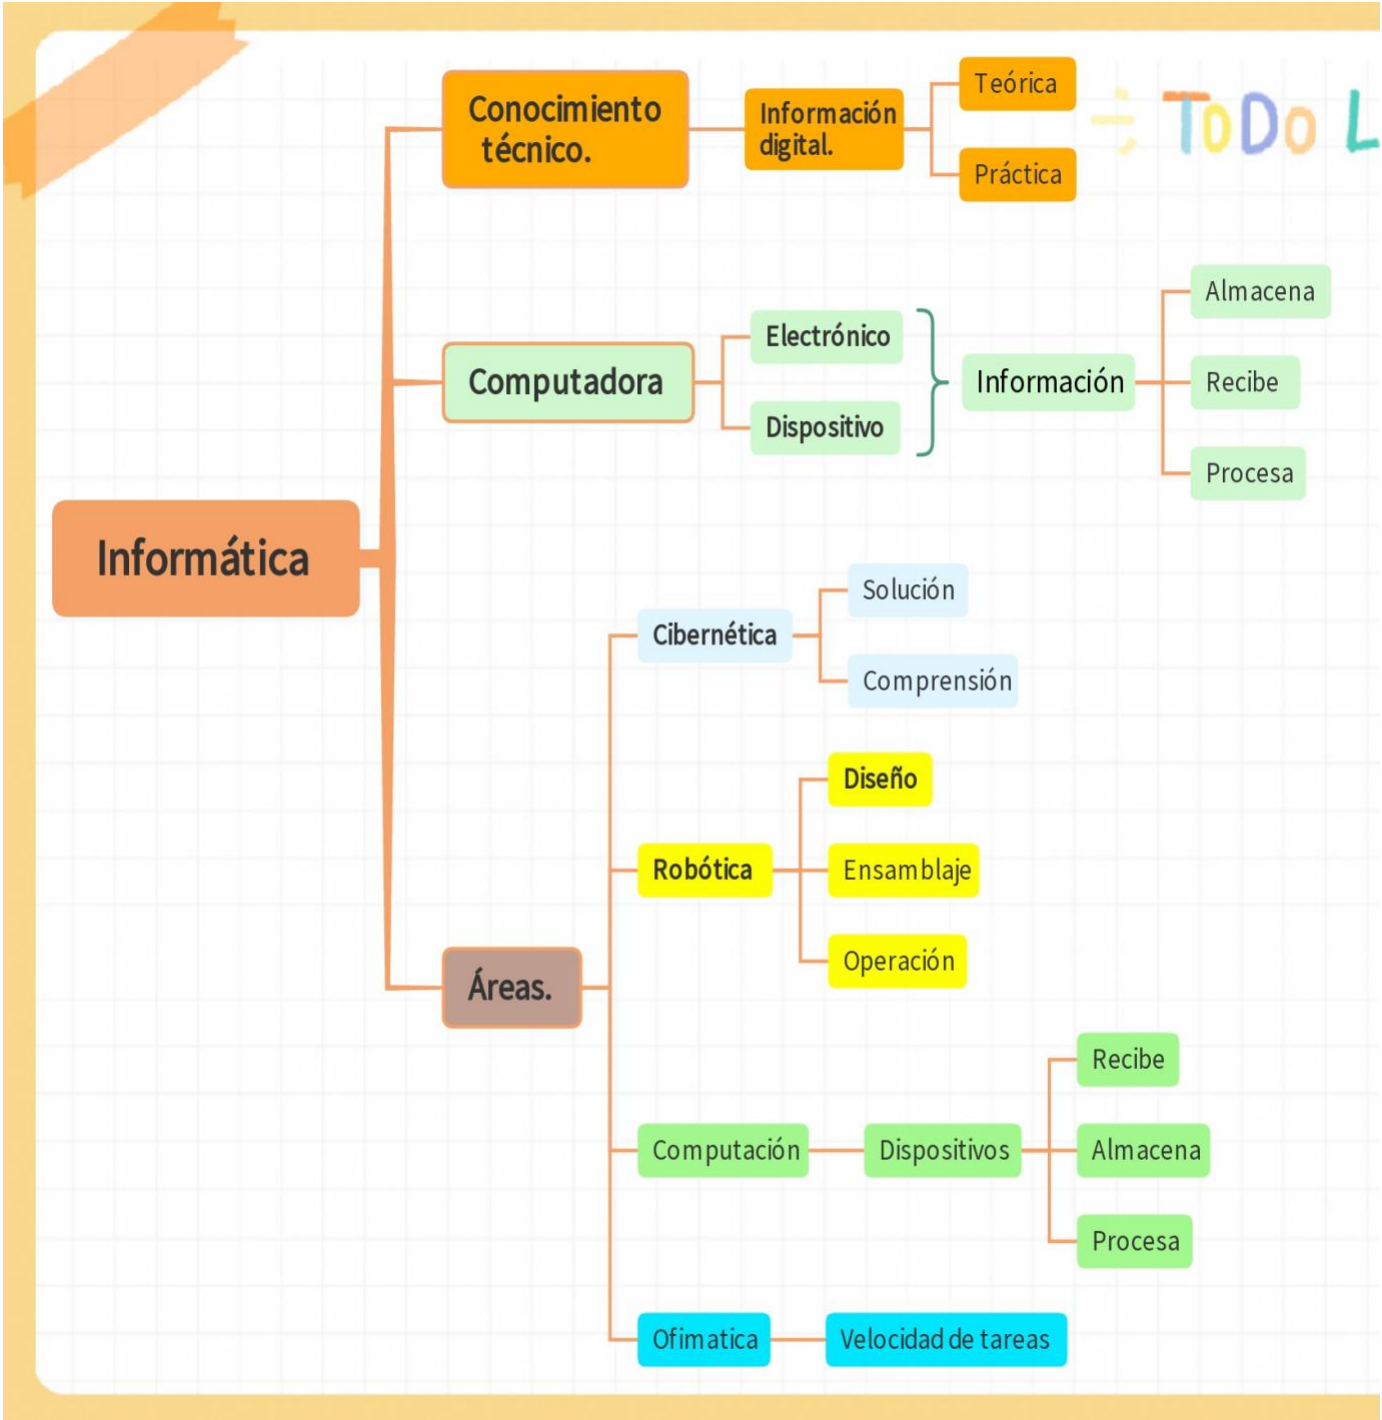 Conocimiento
técnico.
Información
digital.
Teórica
Práctica
ToDo L
Computadora
Electrónico
Dispositivo
Información
Almacena
Recibe
Procesa
Informática
Áreas.
Cibernética
Solución
Comprensión
Robótica
Diseño
Ensamblaje
Operación
Computación
Dispositivos
Recibe
Almacena
Procesa
Ofimatica
Velocidad de tareas